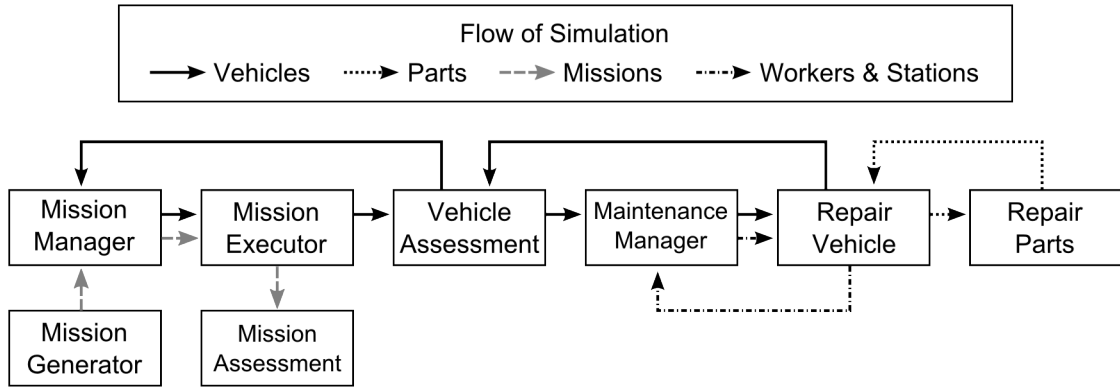 Flow of Simulation
Vehicles
Parts
Missions
Workers & Stations
Mission
Manager
Mission
Executor
Vehicle
Assessment
Maintenance
Manager
Repair
Vehicle
Repair
Parts
Mission
Generator
Mission
Assessment